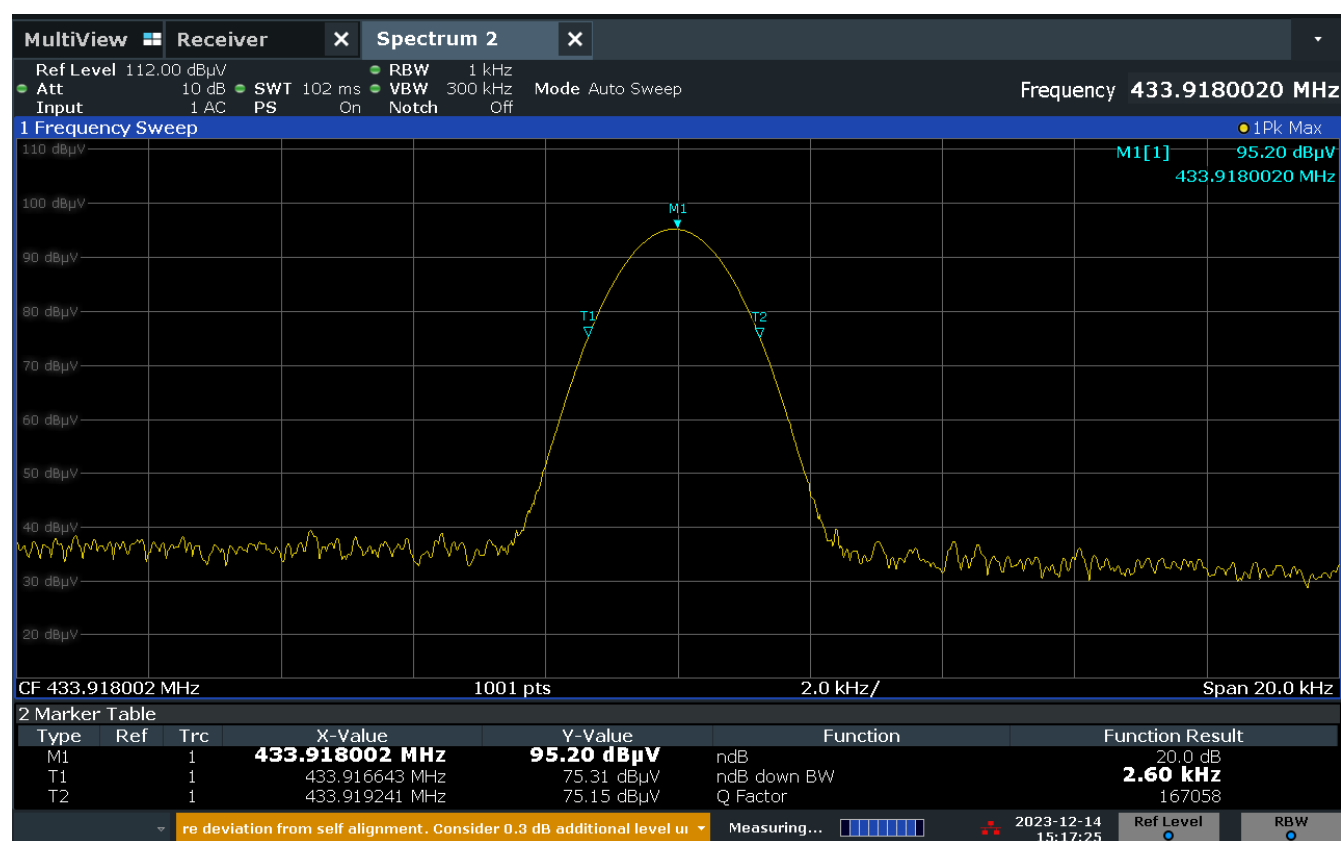 MultiView Receiver X Spectrum 2 X
Ref Level 112.00 dBµV RBW 1 kHz
Att 10 dB SWT 102 ms VBW 300 kHz Mode Auto Sweep Frequency 433.9180020 MHz
Input 1 AC PS On Notch Off
1 Frequency Sweep 1Pk Max
110 dBµV M1[1] 95.20 dBµV
433.9180020 MHz
100 dBµV M1
90 dBµV
80 dBµV T1 T2
70 dBµV
60 dBµV
50 dBµV
40 dBµV
30 dBµV
20 dBµV
CF 433.918002 MHz 1001 pts 2.0 kHz/ Span 20.0 kHz
2 Marker Table
Type Ref Trc X-Value Y-Value Function Function Result
M1 1 433.918002 MHz 95.20 dBµV ndB 20.0 dB
T1 1 433.916643 MHz 75.31 dBµV ndB down BW 2.60 kHz
T2 1 433.919241 MHz 75.15 dBµV Q Factor 167058
re deviation from self alignment. Consider 0.3 dB additional level Measuring... 2023-12-14 Ref Level RBW
15:17:25